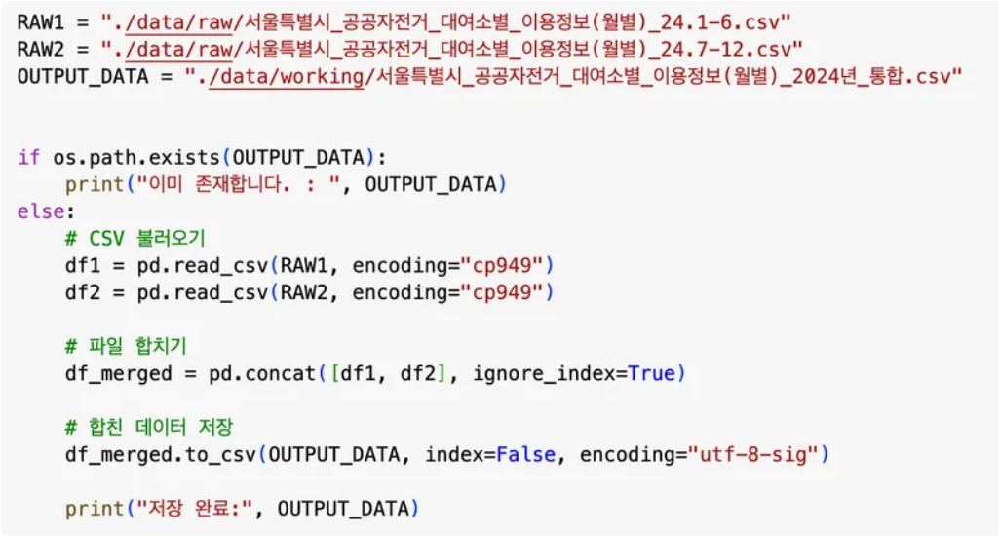 RAW1 = "./data/raw/서울특별시_공공자전거_대여소별_이용정보(월별)_24.1-6.csv"
RAW2 = "./data/raw/서울특별시_공공자전거_대여소별_이용정보(월별)_24.7-12.csv"
OUTPUT_DATA = "./data/working/서울특별시_공공자전거_대여소별_이용정보(월별)_2024년_통합.csv"
if os.path.exists(OUTPUT_DATA):
    print("이미 존재합니다. : ", OUTPUT_DATA)
else:
    # CSV 불러오기
    df1 = pd.read_csv(RAW1, encoding="cp949")
    df2 = pd.read_csv(RAW2, encoding="cp949")
    # 파일 합치기
    df_merged = pd.concat([df1, df2], ignore_index=True)
    # 합친 데이터 저장
    df_merged.to_csv(OUTPUT_DATA, index=False, encoding="utf-8-sig")
    print("저장 완료:", OUTPUT_DATA)